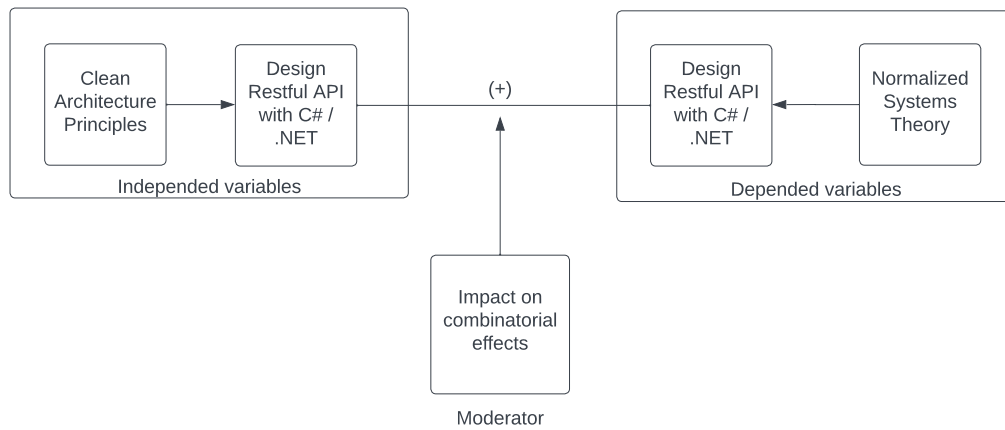 Clean
Architecture
Principles
Design
Restful API
with C# /
.NET
Independed variables
(+)
Design
Restful API
with C# /
.NET
Normalized
Systems
Theory
Depended variables
Impact on
combinatorial
effects
Moderator